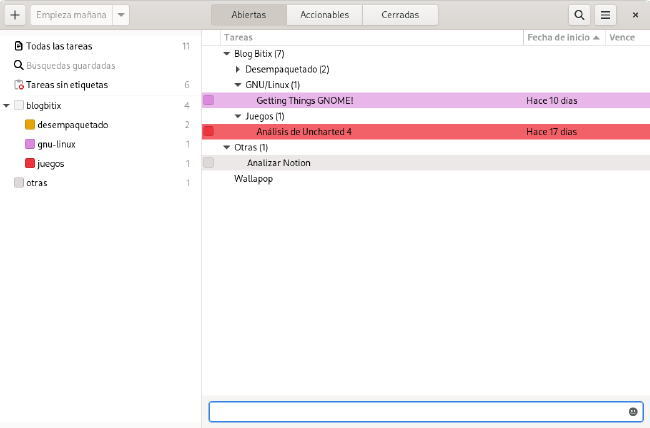 Empieza mañana
Abiertas
Accionables
Cerradas
Todas las tareas 11
Búsquedas guardadas
Tareas sin etiquetas 6
blogbitix 4
desempaquetado 2
gnu-linux 1
juegos 1
otras 1
Tareas Fecha de inicio Vence
Blog Bitix (7)
Desempaquetado (2)
GNU/Linux (1)
Getting Things GNOME! Hace 10 días
Juegos (1)
Análisis de Uncharted 4 Hace 17 días
Otras (1)
Analizar Notion
Wallapop